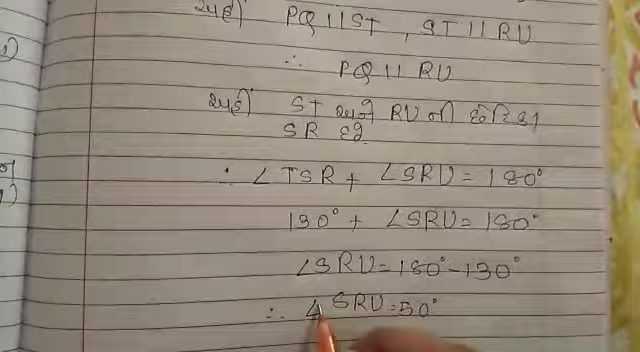 અહીં PQ || ST , ST || RU
∴ PQ || RU
અહીં ST અને RU ની છેદિકા
SR છે
∴ ∠TSR + ∠SRU = 180°
130° + ∠SRU = 180°
∠SRU = 180° - 130°
∴ ∠SRU = 50°